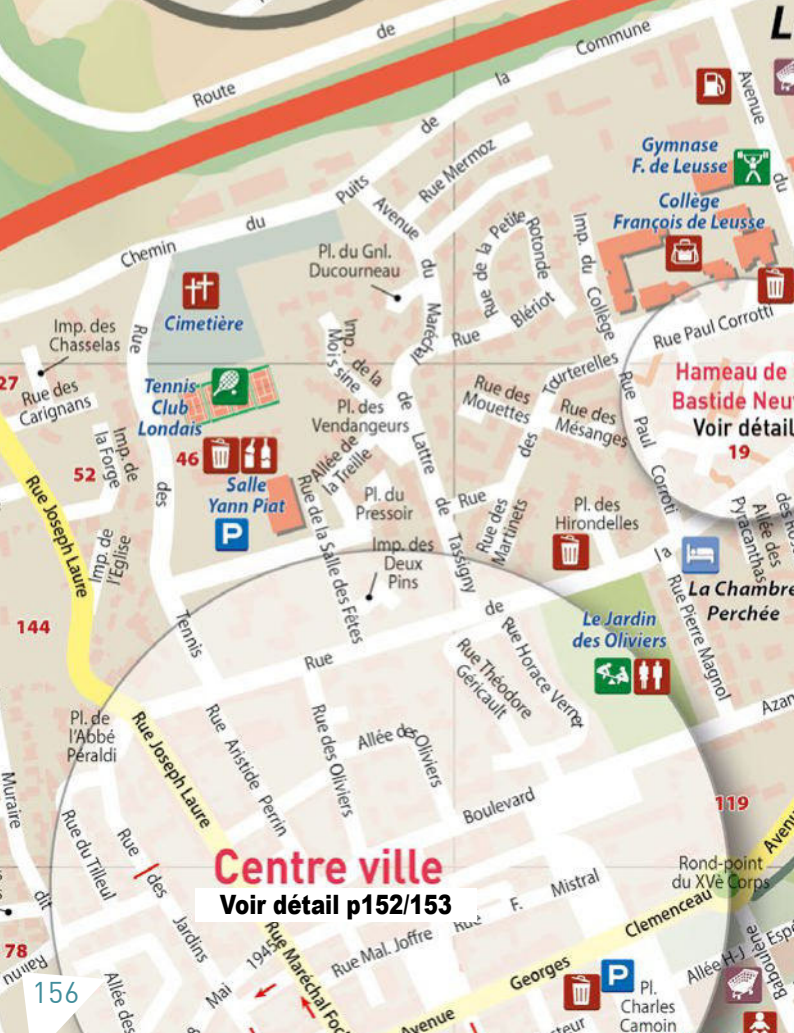 L
de
Commune
Route
la
Avenue
de
Gymnase
F. de Leusse
Rue Mermoz
Puits
du
Collège
François de Leusse
Avenue
du
Rue de la Petite
Rotonde
Imp. du Collège
Chemin
Pl. du Gnl.
Ducourneau
du
Cimetière
Maréchal
Blériot
Rue
Rue Paul Corrotti
Imp. des
Chasselas
Rue
Imp. de la
Tourterelles
Rue
27
Rue des
Carignans
Tennis
Club
Londais
Pl. des
Vendangeurs
de
Rue des
Mouettes
Rue des
Mésanges
des
Paul
Hameau de
Voir détail
19
Imp. de
la Forge
52
46
Allée de
la Treille
Lattre
Corroti
Rue Joseph Laure
des
Salle
Yann Piat
P
Rue de la Salle des Fêtes
Pl. du
Pressoir
de
Rue
Rue des
Martinets
Pl. des
Hirondelles
Allée des
Pyracanthas
Imp. de
l'Eglise
Imp. des
Deux
Pins
Tassigny
la
La Chambre
Perchée
144
Tennis
de
Le Jardin
des Oliviers
Rue Pierre Magnol
Rue
Rue Théodore
Géricault
Rue Horace Vernet
Pl. de
l'Abbé
Péraldi
Rue Joseph Laure
Rue Aristide Perrin
Rue des Oliviers
Allée des Oliviers
Muraire
Boulevard
119
Rue du Tilleul
Rue
des
Jardins
Centre ville
Voir détail p152/153
Rond-point
du XVè Corps
dit
Rue
F.
Mistral
Rue Mal. Joffre
Clemenceau
78
Mai
1945
Georges
Allée H-J
156
Allée des
P
Pl.
Charles
Camoin
Avenue